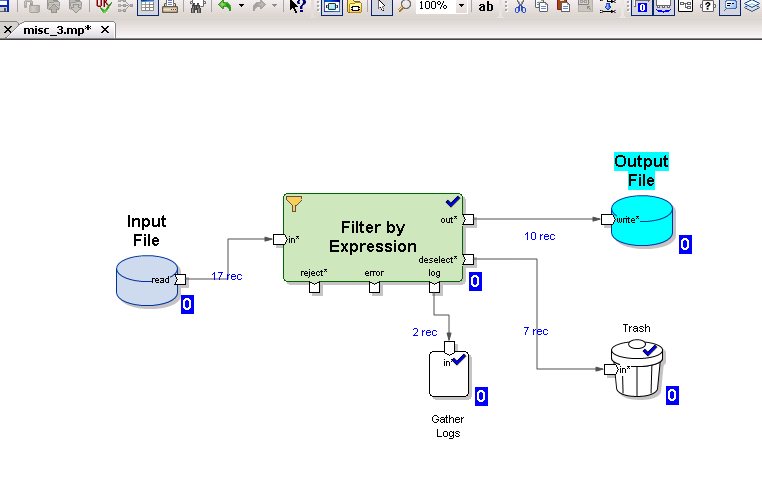 100%
ab
misc_3.mp*
Output
File
Input
File
Filter by
Expression
out*
write*
in*
10 rec
deselect*
0
read
17 rec
reject*
error
log
0
0
2 rec
7 rec
Trash
in*
in*
0
0
Gather
Logs